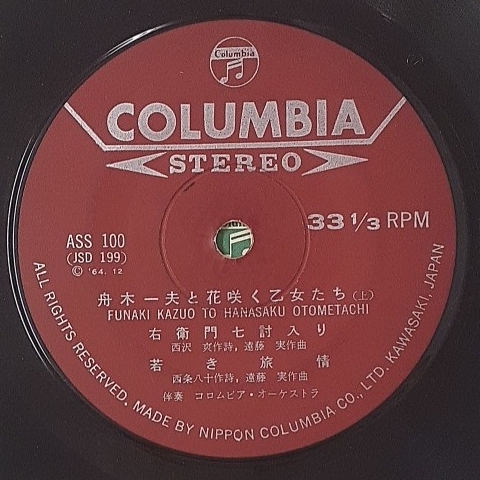 Columbia
COLUMBIA
STEREO
33 1/3 RPM
ASS 100
(JSD 199)
Ⓒ '64. 12
舟木一夫と花咲く乙女たち (上)
FUNAKI KAZUO TO HANASAKU OTOMETACHI
右衛門七討入り
西沢 爽作詩, 遠藤 実作曲
若き旅情
西条八十作詩, 遠藤 実作曲
伴奏 コロムビア・オーケストラ
ALL RIGHTS RESERVED. MADE BY NIPPON COLUMBIA CO., LTD. KAWASAKI, JAPAN